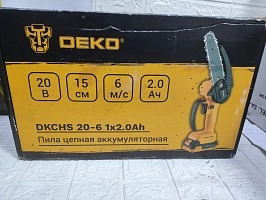 DEKO
20 В 15 см 6 м/с 2.0 Ач
DKCHS 20-6 1x2.0Ah
Пила цепная аккумуляторная